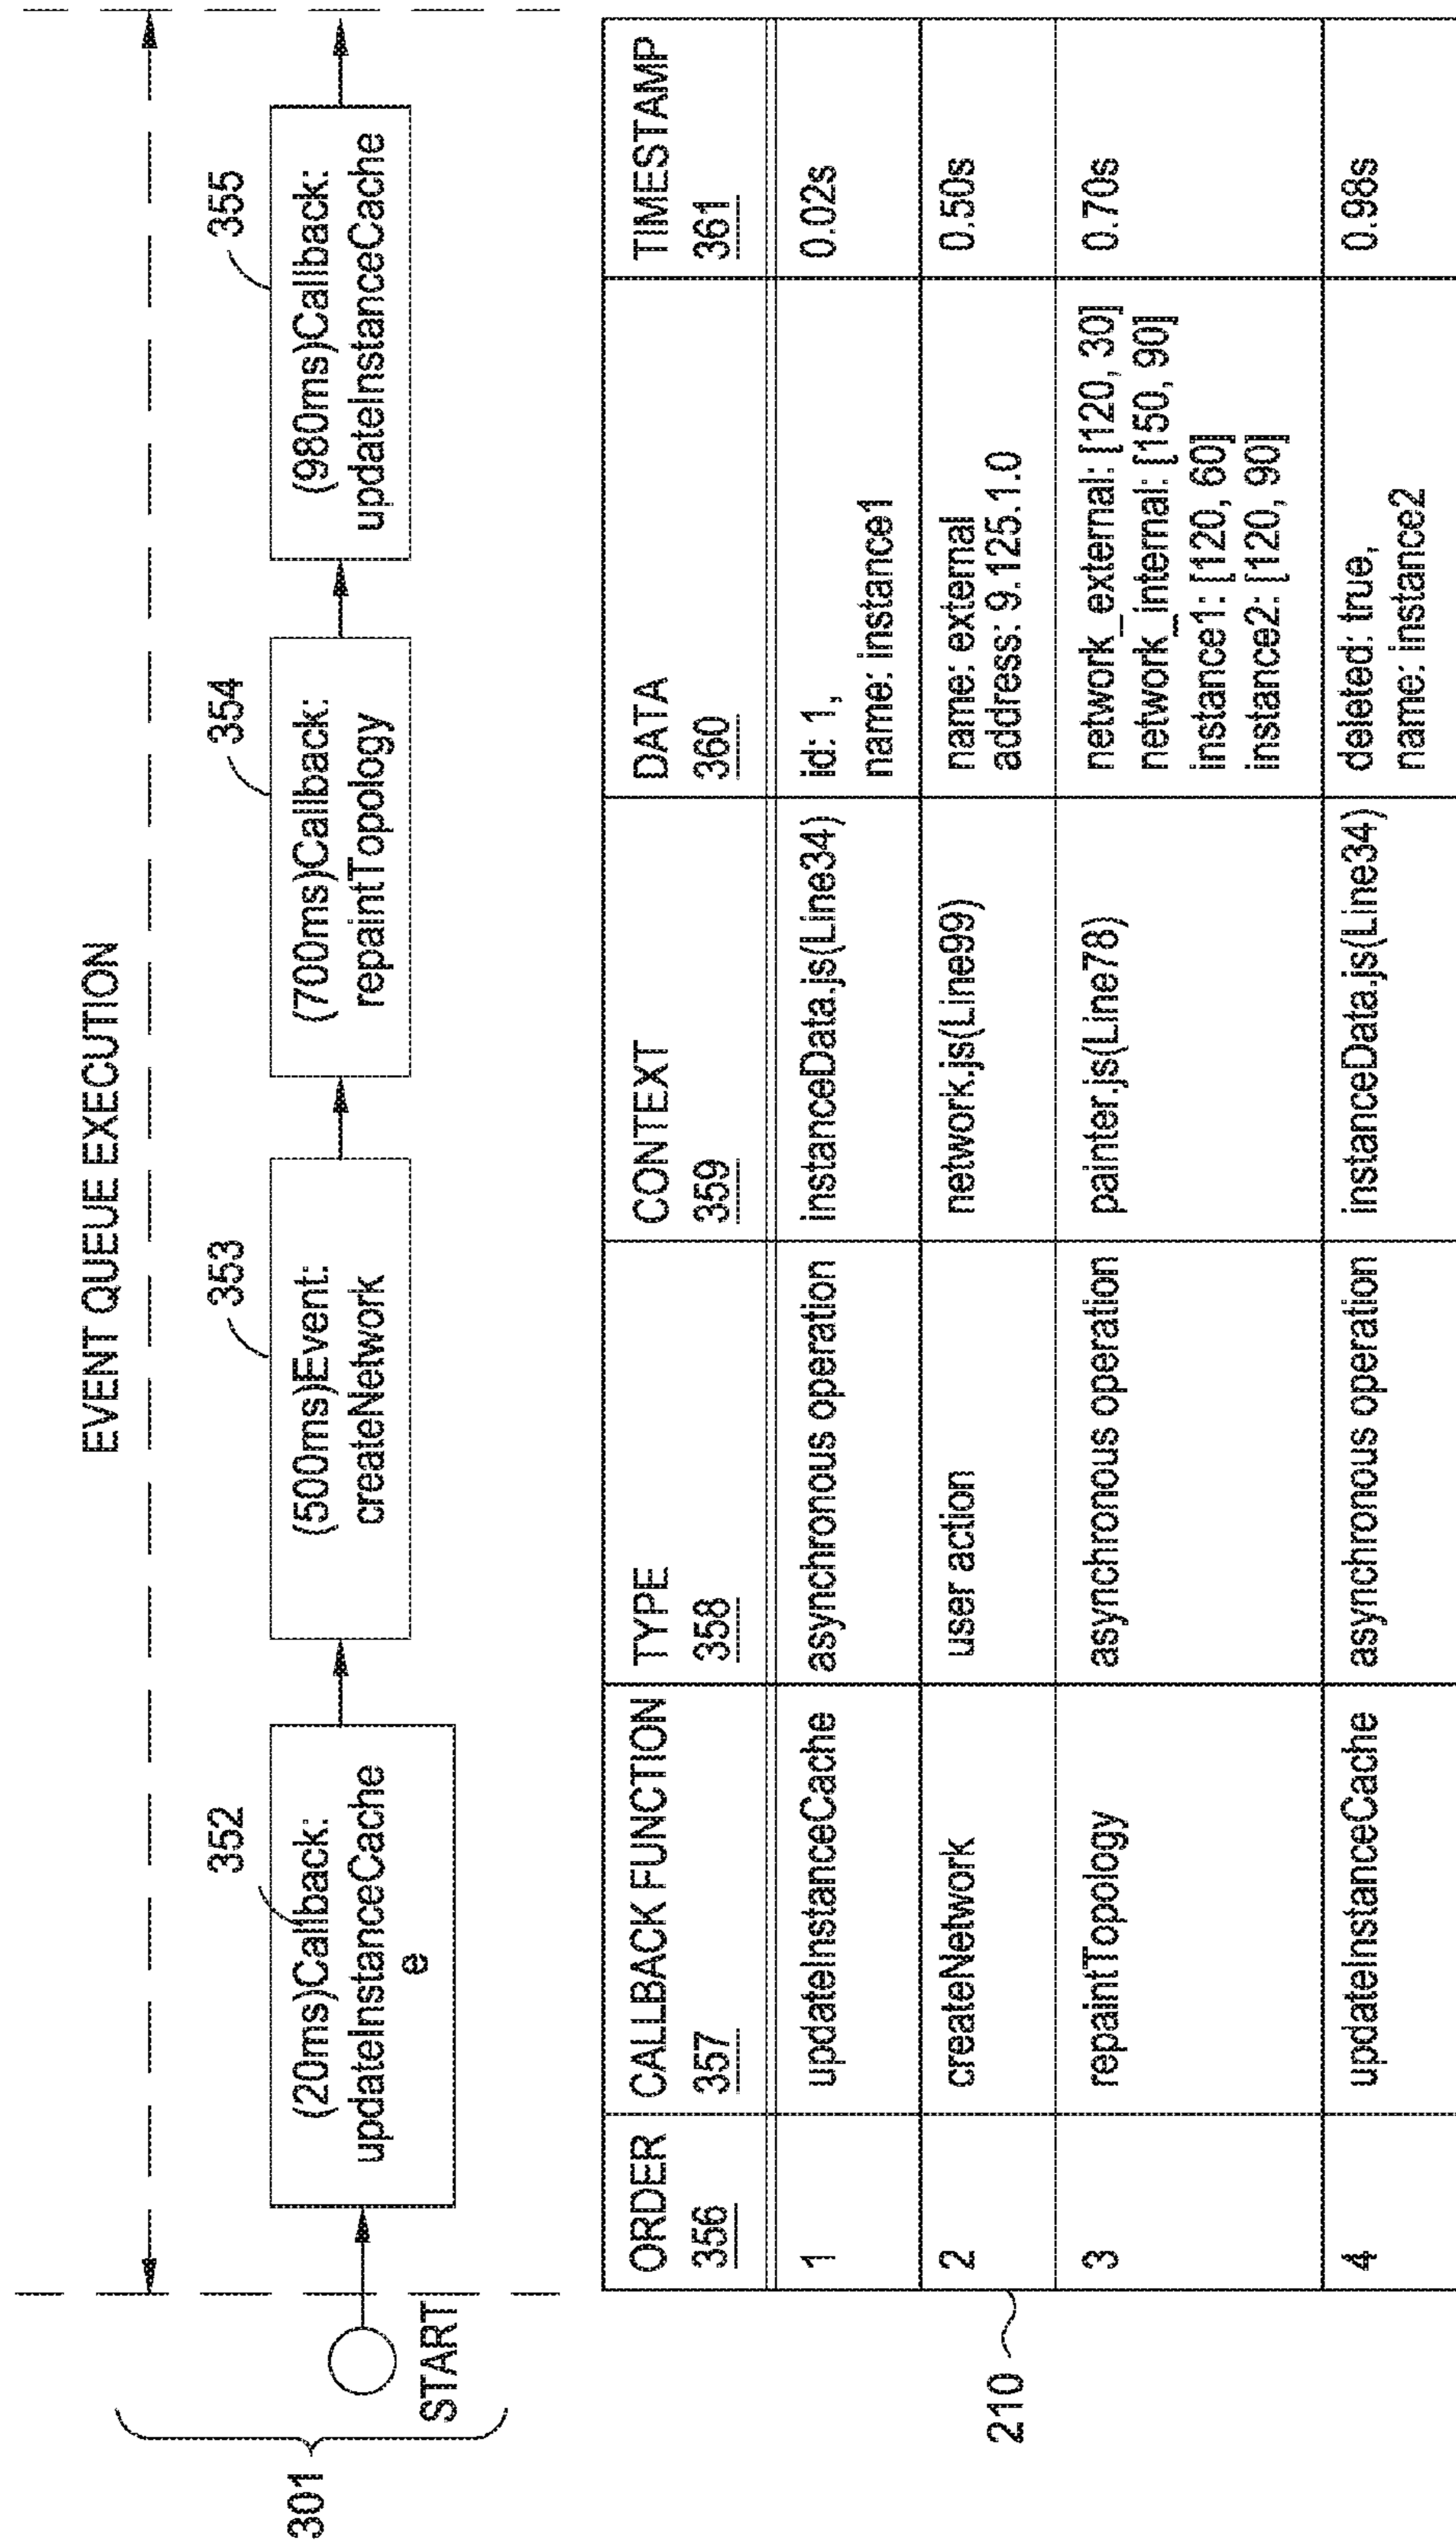 EVENT QUEUE EXECUTION
301
START
352
(20ms)Callback:
updateInstanceCache
e
353
(500ms)Event:
createNetwork
354
(700ms)Callback:
repaintTopology
355
(980ms)Callback:
updateInstanceCache
210
ORDER
356
CALLBACK FUNCTION
357
TYPE
358
CONTEXT
359
DATA
360
TIMESTAMP
361
1
updateInstanceCache
asynchronous operation
instanceData.js(Line34)
id: 1,
name: instance1
0.02s
2
createNetwork
user action
network.js(Line99)
name: external
address: 9.125.1.0
0.50s
3
repaintTopology
asynchronous operation
painter.js(Line78)
network_external: [120, 30]
network_internal: [150, 90]
instance1: [120, 60]
instance2: [120, 90]
0.70s
4
updateInstanceCache
asynchronous operation
instanceData.js(Line34)
deleted: true,
name: instance2
0.98s